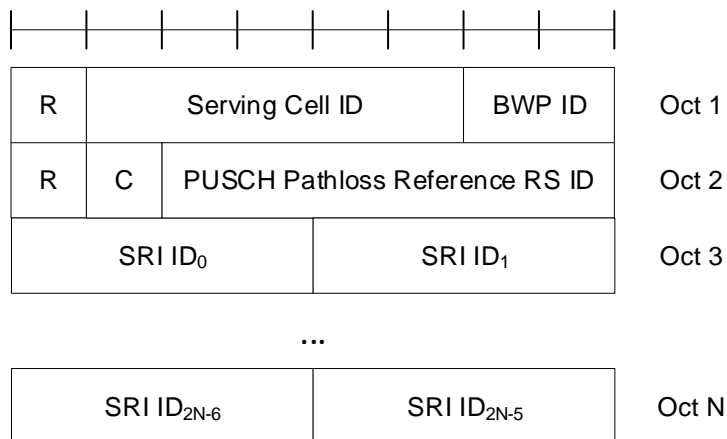 R Serving Cell ID BWP ID Oct 1
R C PUSCH Pathloss Reference RS ID Oct 2
SRI ID₀ SRI ID₁ Oct 3
...
SRI ID₂N₋₆ SRI ID₂N₋₅ Oct N